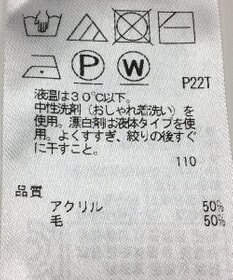 P W
P22T
液温は30℃以下。
中性洗剤(おしゃれ着洗い)を
使用。漂白剤は液体タイプを使
用。よくすすぎ、絞りの後すぐ
に干すこと。
110
品質
アクリル 50%
毛 50%